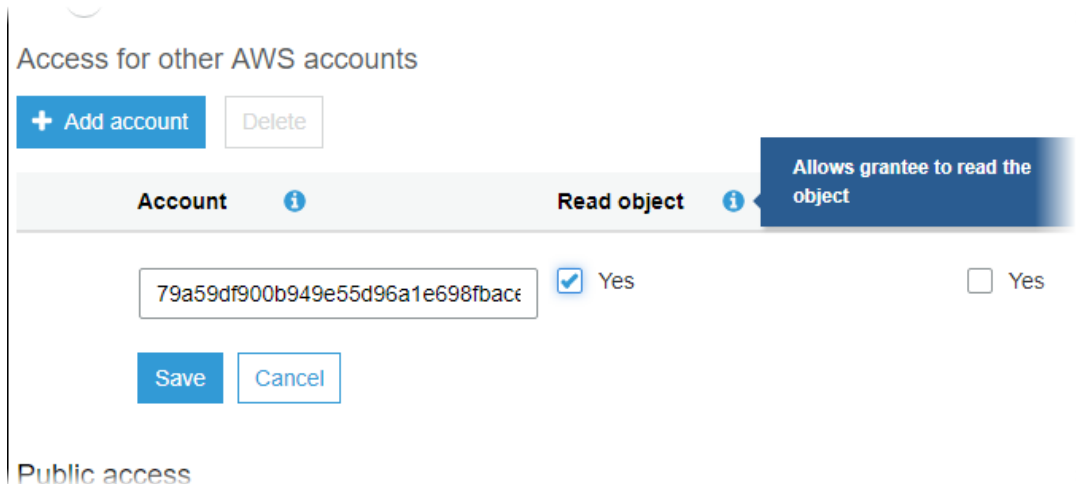 Access for other AWS accounts
+ Add account Delete
Allows grantee to read the
object
Account Read object
79a59df900b949e55d96a1e698fbace
Yes Yes
Save Cancel
Public access